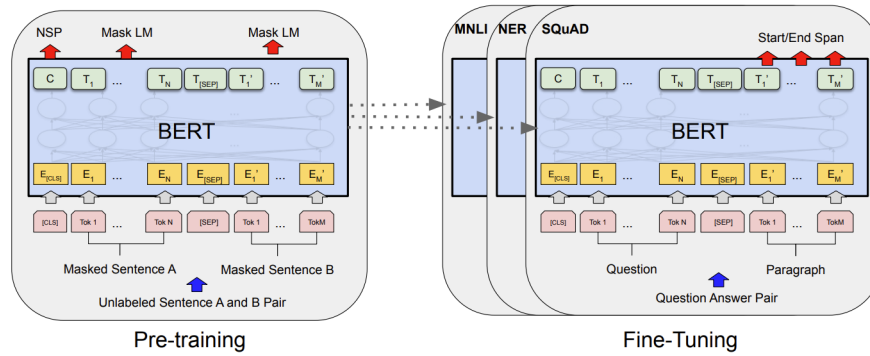 NSP Mask LM Mask LM
C T1 ... TN T[SEP] T1' ... TM'
BERT
E[CLS] E1 ... EN E[SEP] E1' ... EM'
[CLS] Tok 1 ... Tok N [SEP] Tok 1 ... TokM
Masked Sentence A Masked Sentence B
Unlabeled Sentence A and B Pair
Pre-training
MNLI NER SQuAD
Start/End Span
C T1 ... TN T[SEP] T1' ... TM'
BERT
E[CLS] E1 ... EN E[SEP] E1' ... EM'
[CLS] Tok 1 ... Tok N [SEP] Tok 1 ... TokM
Question Paragraph
Question Answer Pair
Fine-Tuning